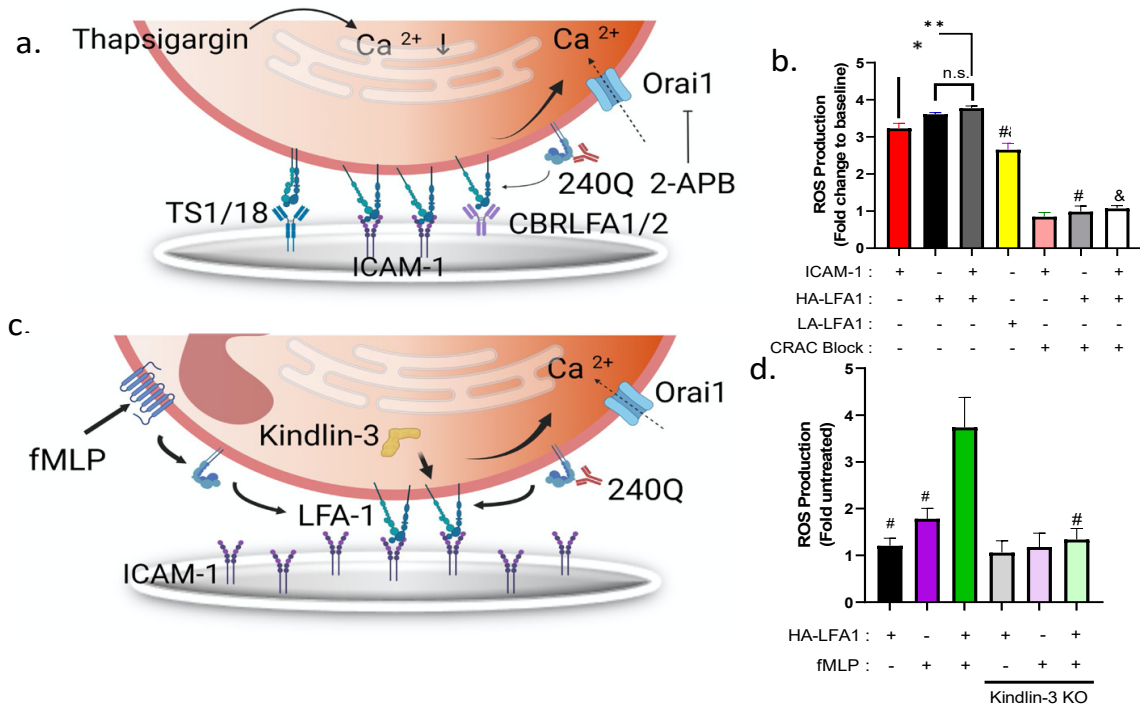 a.
Thapsigargin
Ca 2+ ↓
Ca 2+
Orai1
TS1/18
240Q
2-APB
CBRLFA1/2
ICAM-1
b.
**
*
n.s.
#
&
ROS Production
(Fold change to baseline)
5
4
3
2
1
0
ICAM-1 : + - + - + - +
HA-LFA1 : - + + - - + +
LA-LFA1 : - - - + - - -
CRAC Block : - - - - + + +
c.
fMLP
Kindlin-3
Ca 2+
Orai1
LFA-1
240Q
ICAM-1
d.
ROS Production
(Fold untreated)
5
4
3
2
1
0
# # #
HA-LFA1 : + - + + - +
fMLP : - + + - + +
Kindlin-3 KO